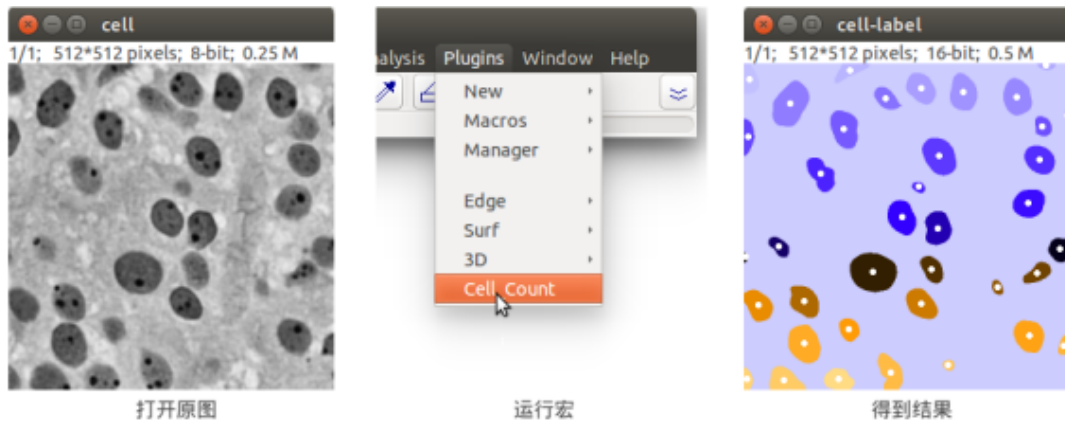 cell
1/1; 512*512 pixels; 8-bit; 0.25 M
alysis Plugins Window Help
New
Macros
Manager
Edge
Surf
3D
Cell Count
cell-label
1/1; 512*512 pixels; 16-bit; 0.5 M
打开原图
运行宏
得到结果